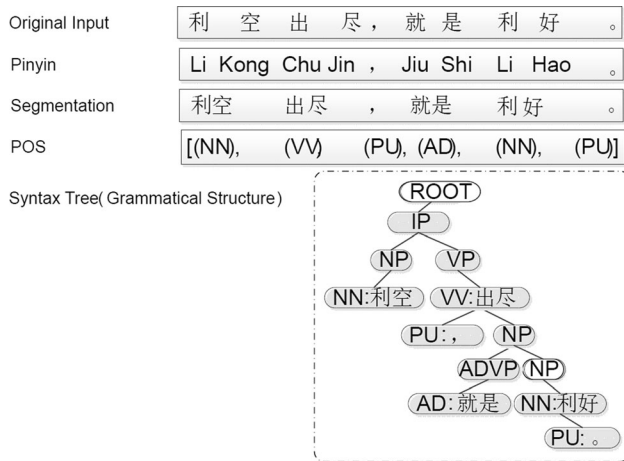 Original Input 利 空 出 尽 ， 就 是 利 好 。
Pinyin Li Kong Chu Jin ， Jiu Shi Li Hao 。
Segmentation 利空 出尽 ， 就是 利好 。
POS [(NN), (VV) (PU), (AD), (NN), (PU)]
Syntax Tree( Grammatical Structure)
ROOT
IP
NP VP
NN:利空 VV:出尽
PU:， NP
ADVP NP
AD:就是 NN:利好
PU:。